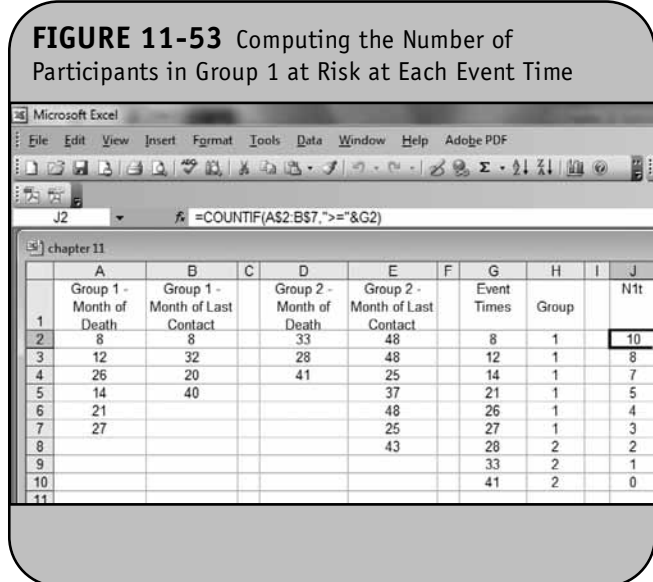 FIGURE 11-53 Computing the Number of
Participants in Group 1 at Risk at Each Event Time
Microsoft Excel
File Edit View Insert Format Tools Data Window Help Adobe PDF
J2 fx =COUNTIF(A$2:B$7,">="&G2)
chapter 11
A B C D E F G H I J
1 Group 1 - Month of Death Group 1 - Month of Last Contact Group 2 - Month of Death Group 2 - Month of Last Contact Event Times Group N1t
2 8 8 33 48 8 1 10
3 12 32 28 48 12 1 8
4 26 20 41 25 14 1 7
5 14 40 37 21 1 5
6 21 48 26 1 4
7 27 25 27 1 3
8 43 28 2 2
9 33 2 1
10 41 2 0
11